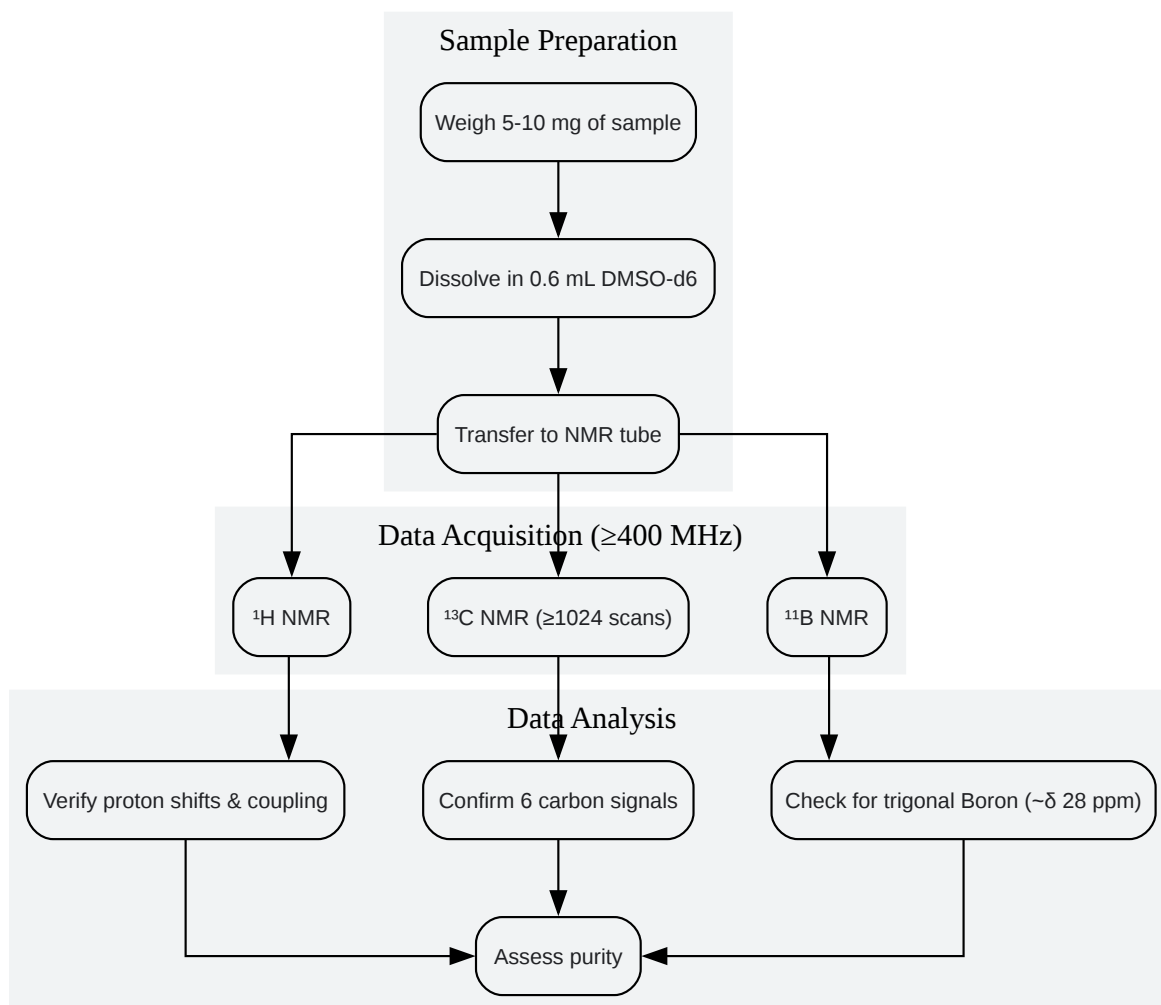 Sample Preparation
Weigh 5-10 mg of sample
Dissolve in 0.6 mL DMSO-d6
Transfer to NMR tube
Data Acquisition (≥400 MHz)
¹H NMR
¹³C NMR (≥1024 scans)
¹¹B NMR
Data Analysis
Verify proton shifts & coupling
Confirm 6 carbon signals
Check for trigonal Boron (~δ 28 ppm)
Assess purity